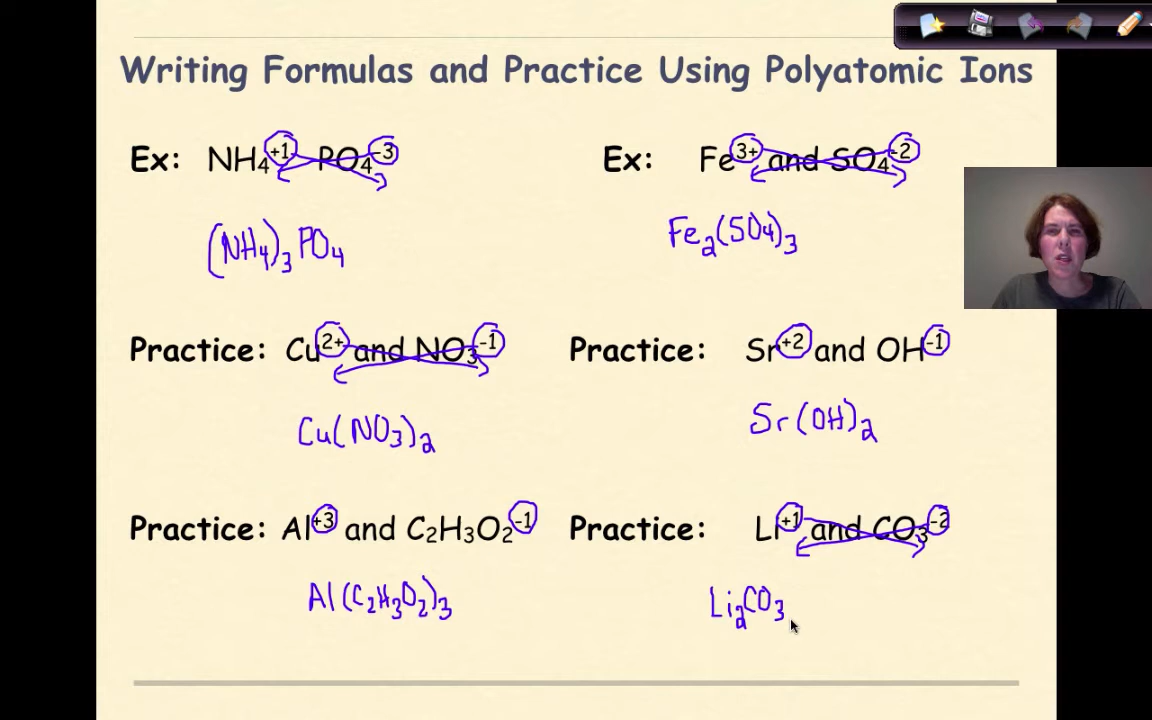 Writing Formulas and Practice Using Polyatomic Ions
Ex: NH₄⁺¹ PO₄⁻³
(NH₄)₃PO₄
Ex: Fe³⁺ and SO₄⁻²
Fe₂(SO₄)₃
Practice: Cu²⁺ and NO₃⁻¹
Cu(NO₃)₂
Practice: Sr⁺² and OH⁻¹
Sr(OH)₂
Practice: Al⁺³ and C₂H₃O₂⁻¹
Al(C₂H₃O₂)₃
Practice: Li⁺¹ and CO₃⁻²
Li₂CO₃